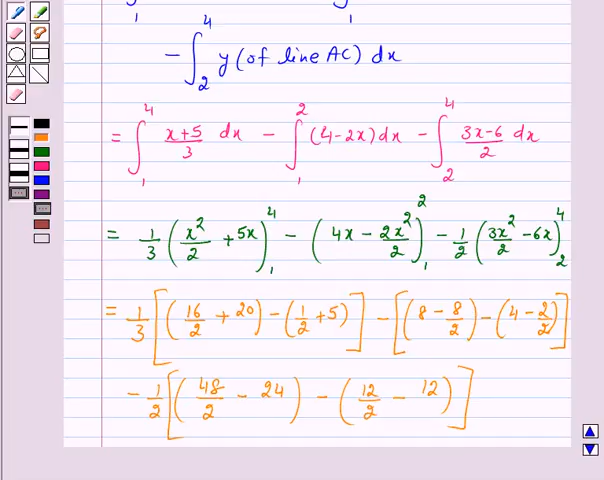 1 1
- ∫₂⁴ y (of line AC) dx
= ∫₁⁴ (x+5)/3 dx - ∫₁² (4-2x) dx - ∫₂⁴ (3x-6)/2 dx
= 1/3 (x²/2 + 5x)₁⁴ - (4x - 2x²/2)₁² - 1/2 (3x²/2 - 6x)₂⁴
= 1/3 [(16/2 + 20) - (1/2 + 5)] - [(8 - 8/2) - (4 - 2/2)]
- 1/2 [(48/2 - 24) - (12/2 - 12)]